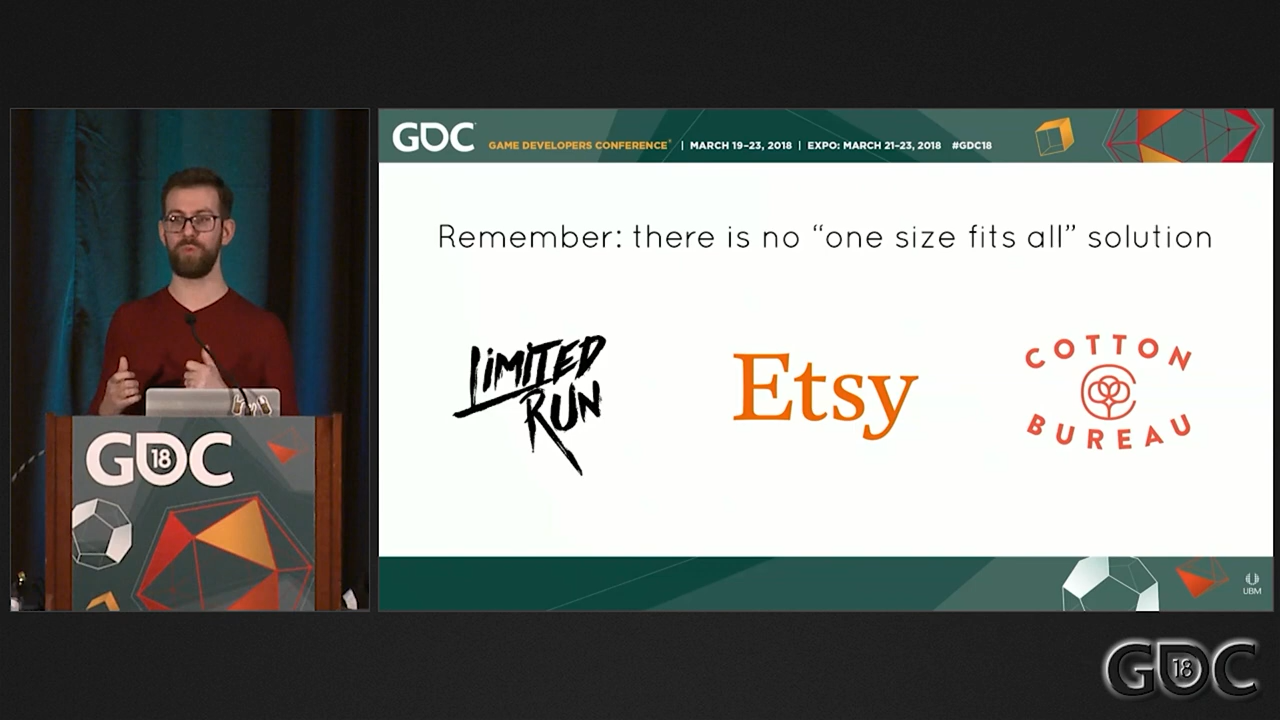 GDC
GAME DEVELOPERS CONFERENCE® | MARCH 19–23, 2018 | EXPO: MARCH 21–23, 2018 #GDC18
Remember: there is no “one size fits all” solution
LIMITED
RUN
Etsy
COTTON
BUREAU
GDC
18
UBM
GDC
18